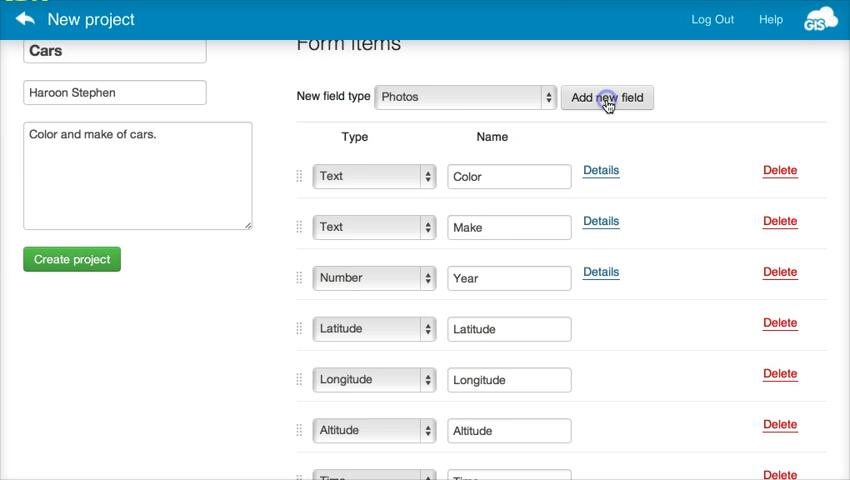 New project
Log Out
Help
GIS
Cars
Form items
Haroon Stephen
New field type
Photos
Add new field
Color and make of cars.
Type
Name
Text
Color
Details
Delete
Text
Make
Details
Delete
Create project
Number
Year
Details
Delete
Latitude
Latitude
Delete
Longitude
Longitude
Delete
Altitude
Altitude
Delete
Time
Time
Delete